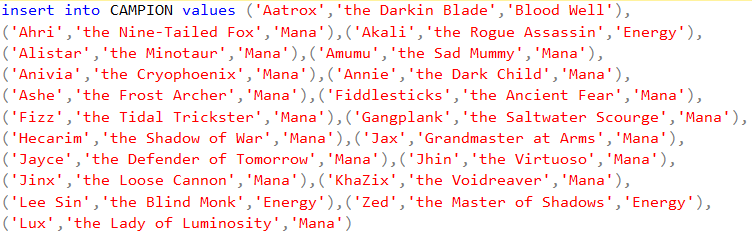 insert into CAMPION values ('Aatrox','the Darkin Blade','Blood Well'),
('Ahri','the Nine-Tailed Fox','Mana'),('Akali','the Rogue Assassin','Energy'),
('Alistar','the Minotaur','Mana'),('Amumu','the Sad Mummy','Mana'),
('Anivia','the Cryophoenix','Mana'),('Annie','the Dark Child','Mana'),
('Ashe','the Frost Archer','Mana'),('Fiddlesticks','the Ancient Fear','Mana'),
('Fizz','the Tidal Trickster','Mana'),('Gangplank','the Saltwater Scourge','Mana'),
('Hecarim','the Shadow of War','Mana'),('Jax','Grandmaster at Arms','Mana'),
('Jayce','the Defender of Tomorrow','Mana'),('Jhin','the Virtuoso','Mana'),
('Jinx','the Loose Cannon','Mana'),('KhaZix','the Voidreaver','Mana'),
('Lee Sin','the Blind Monk','Energy'),('Zed','the Master of Shadows','Energy'),
('Lux','the Lady of Luminosity','Mana')